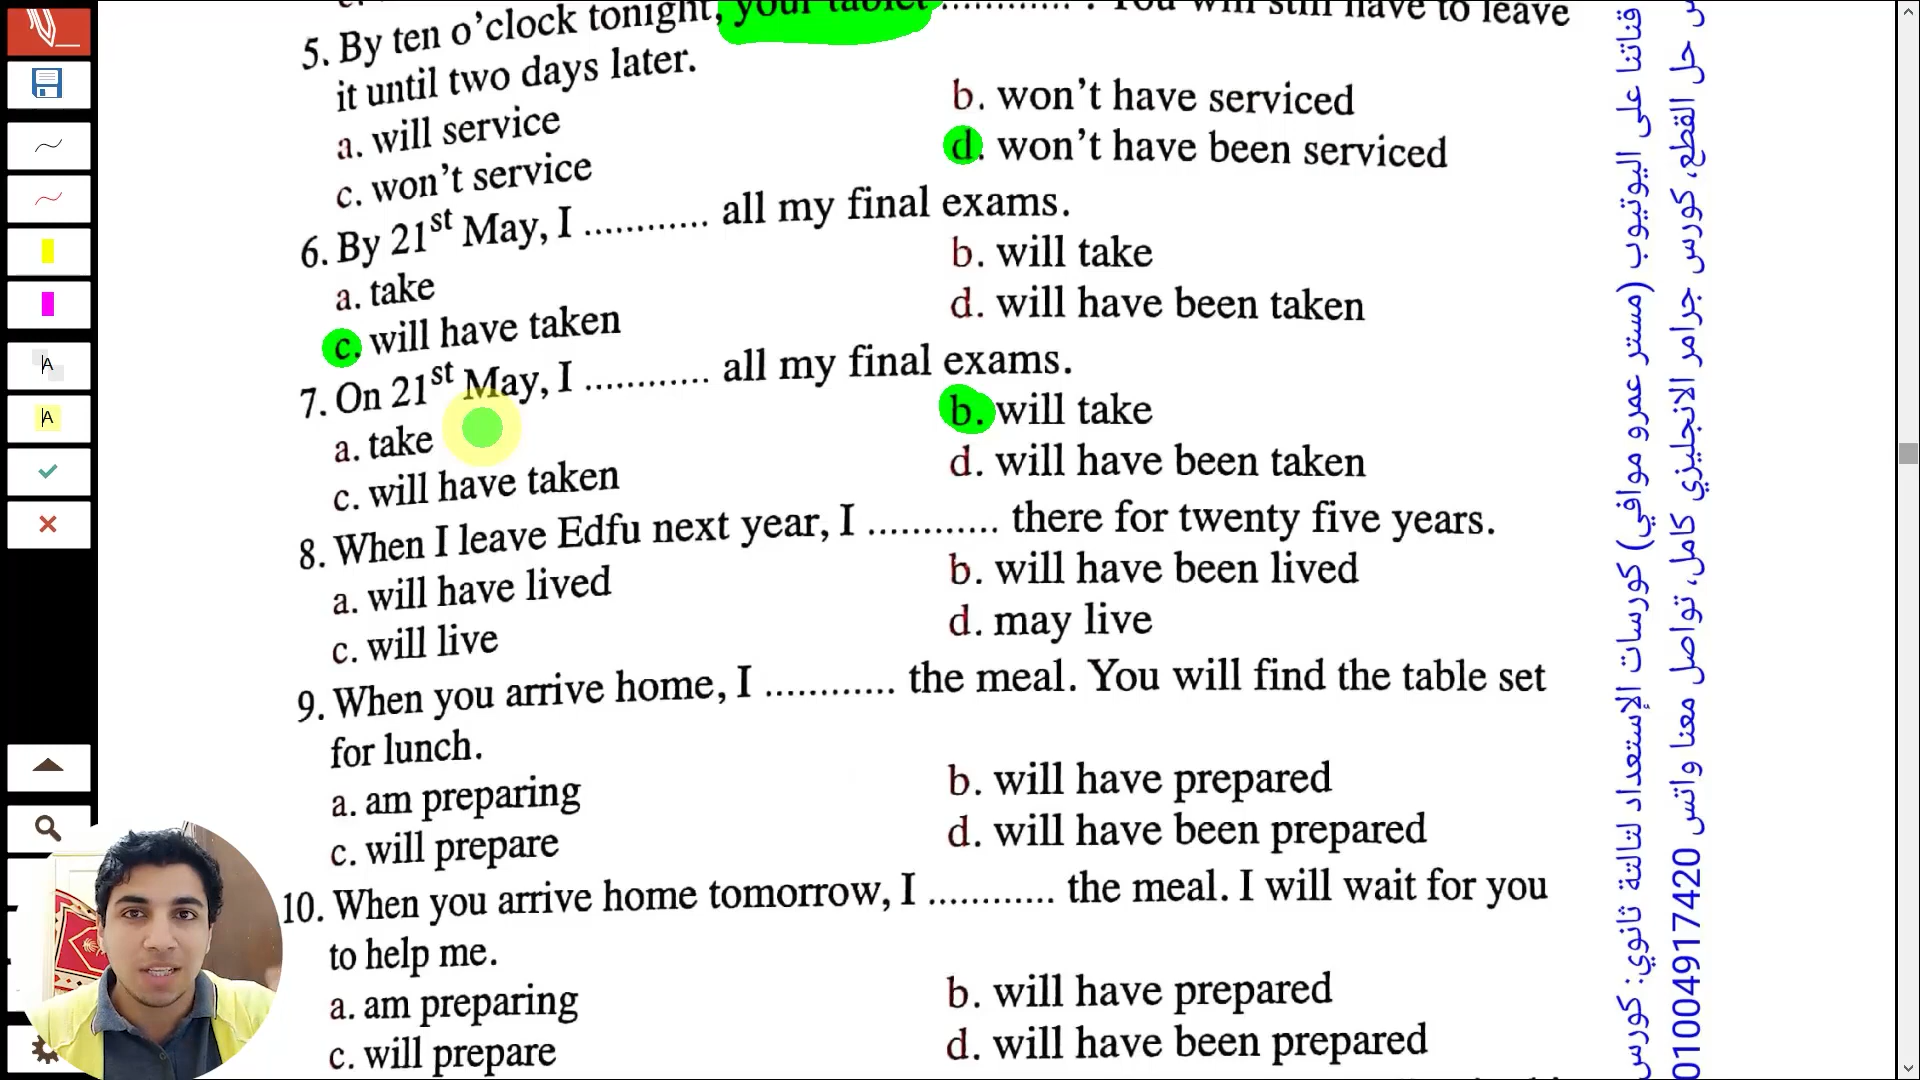 5. By ten o’clock tonight, your tablet ............ . You will still have to leave
it until two days later.
a. will service
b. won’t have serviced
c. won’t service
d. won’t have been serviced
6. By 21st May, I ............ all my final exams.
a. take
b. will take
c. will have taken
d. will have been taken
7. On 21st May, I ............ all my final exams.
a. take
b. will take
c. will have taken
d. will have been taken
8. When I leave Edfu next year, I ............ there for twenty five years.
a. will have lived
b. will have been lived
c. will live
d. may live
9. When you arrive home, I ............ the meal. You will find the table set
for lunch.
a. am preparing
b. will have prepared
c. will prepare
d. will have been prepared
10. When you arrive home tomorrow, I ............ the meal. I will wait for you
to help me.
a. am preparing
b. will have prepared
c. will prepare
d. will have been prepared
قناتنا على اليوتيوب (مستر عمرو موافي) كورسات الإستعداد لتالتة ثانوي: كورس
حل القطع، كورس جرامر الانجليزي كامل، تواصل معنا واتس 01004917420
A
A